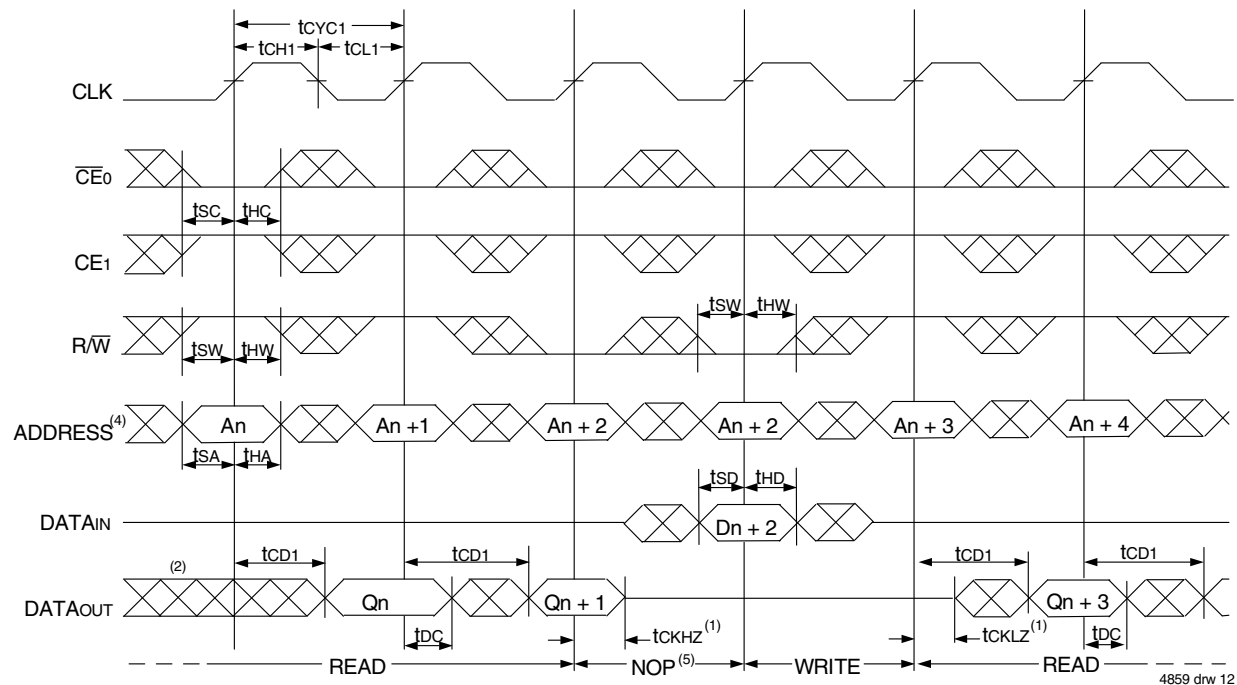 tCYC1
tCH1 tCL1
CLK
CE0
tSC tHC
CE1
tSW tHW
R/W
tSW tHW
ADDRESS(4) An An +1 An + 2 An + 2 An + 3 An + 4
tSA tHA
tSD tHD
DATAIN Dn + 2
(2) tCD1 tCD1 tCD1 tCD1
DATAOUT Qn Qn + 1 Qn + 3
tDC tCKHZ(1) tCKLZ(1) tDC
READ NOP(5) WRITE READ
4859 drw 12